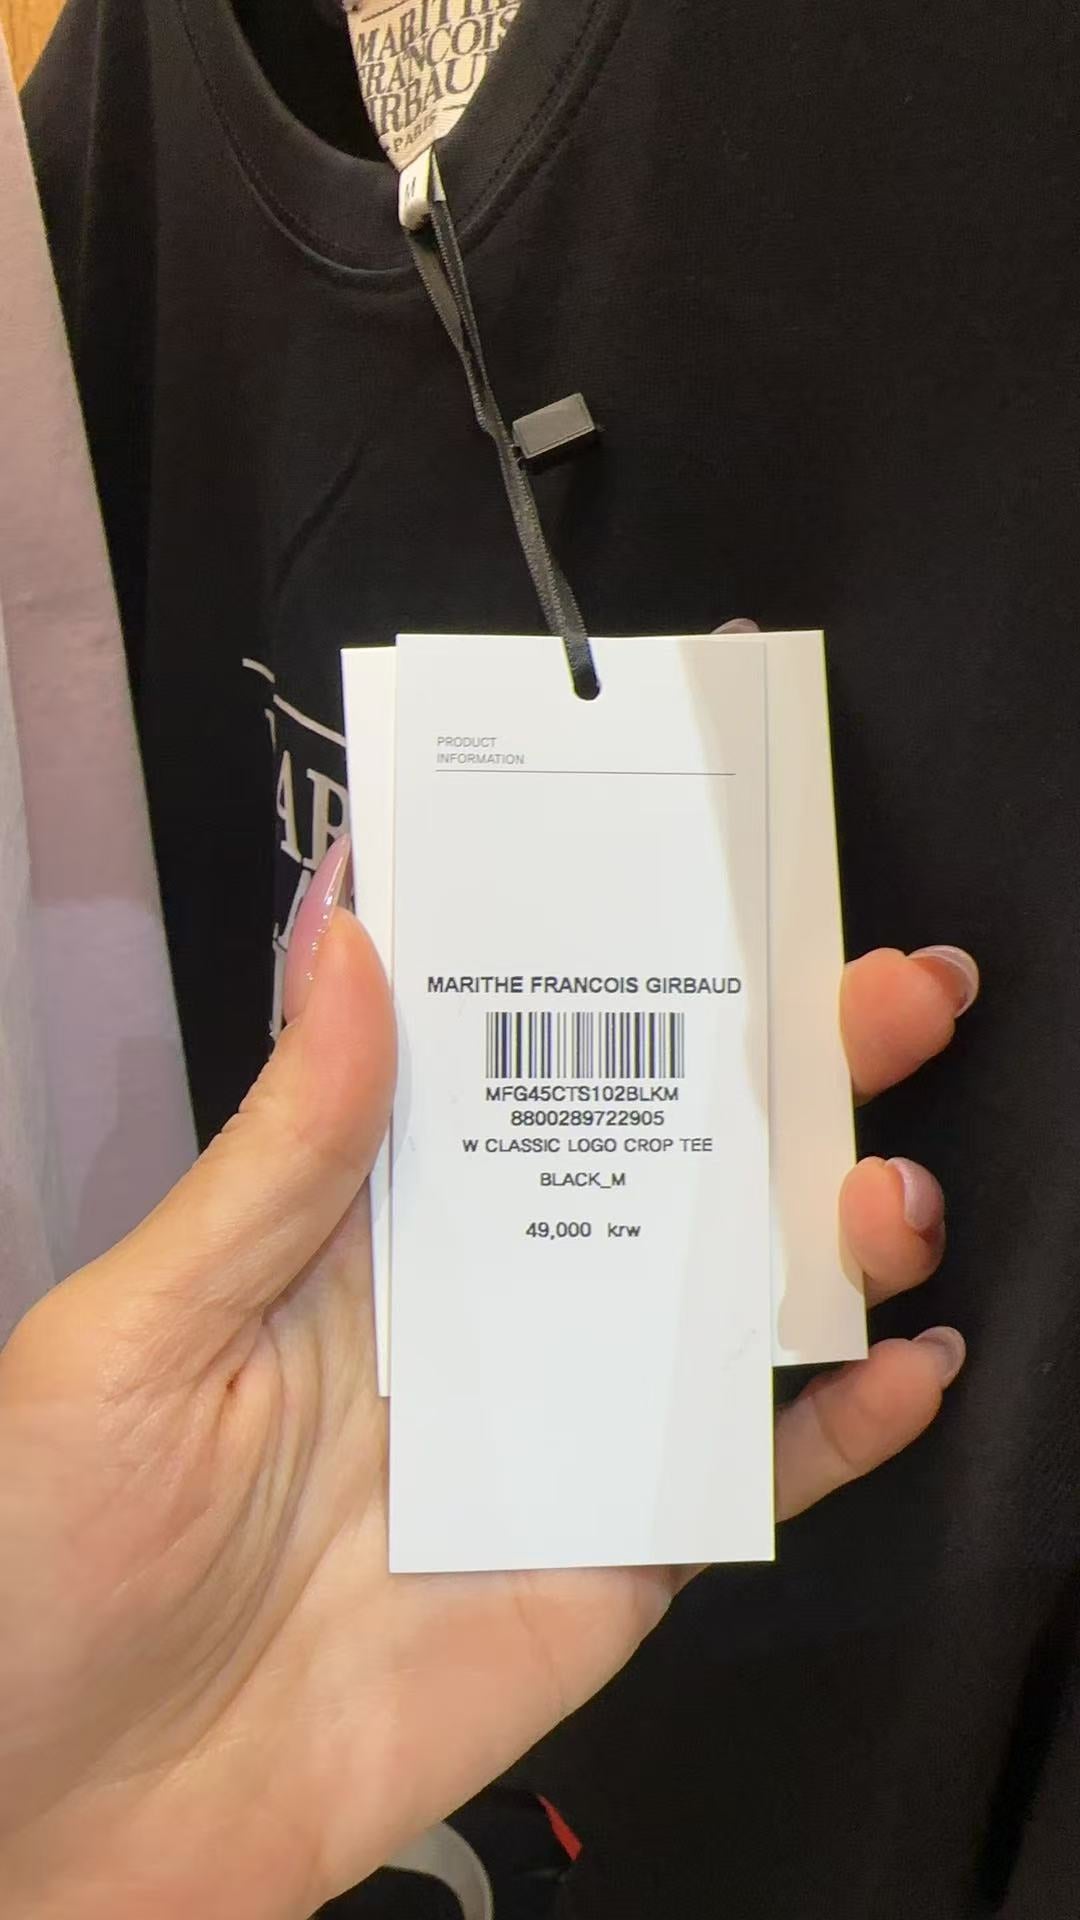 MARITHE
FRANCOIS
GIRBAUD
PARIS
M
PRODUCT
INFORMATION
MARITHE FRANCOIS GIRBAUD
MFG45CTS102BLKM
8800289722905
W CLASSIC LOGO CROP TEE
BLACK_M
49,000 krw
AR